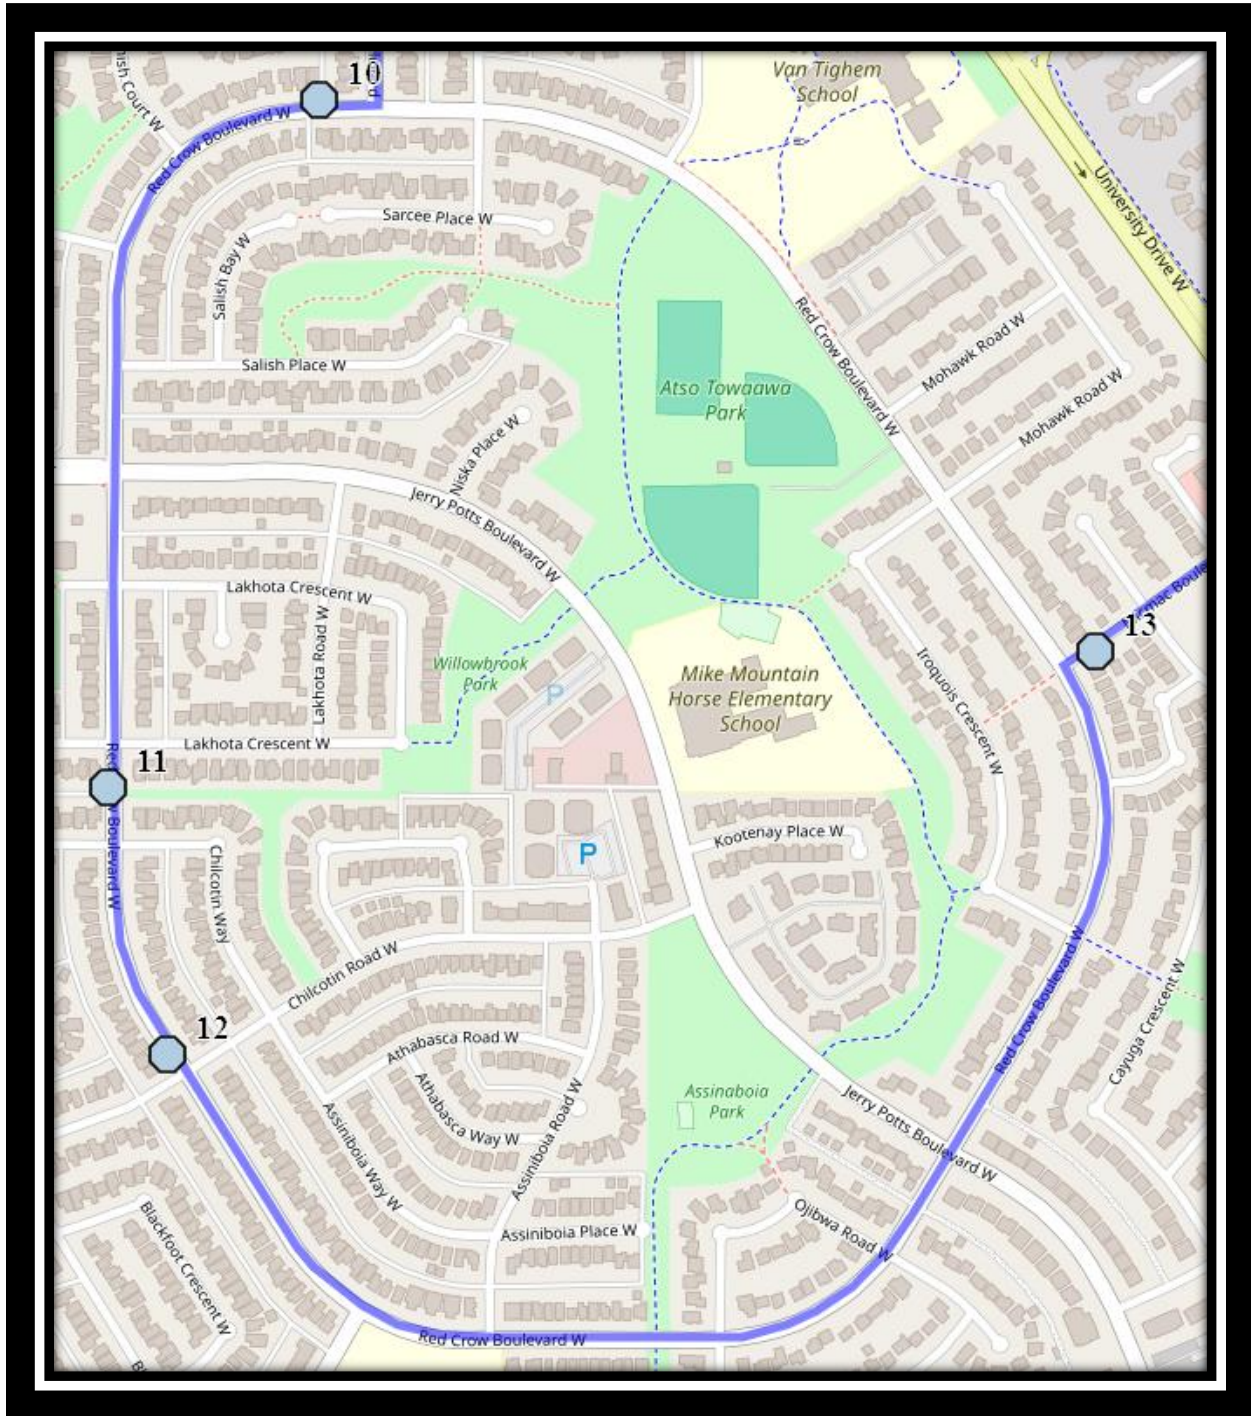 10
Van Tighem
School
Red Crow Boulevard W
University Drive W
Sarcee Place W
Salish Bay W
Red Crow Boulevard W
Mohawk Road W
Salish Place W
Atso Towaawa
Park
Mohawk Road W
Niska Place W
Jerry Potts Boulevard W
Lakhota Crescent W
13
Lakhota Road W
Willowbrook
Park
P
Mike Mountain
Horse Elementary
School
Iroquois Crescent W
Lakhota Crescent W
11
Kootenay Place W
P
Chilcotin Way
Chilcotin Road W
12
Red Crow Boulevard W
Cayuga Crescent W
Athabasca Road W
Athabasca Way W
Assiniboia Road W
Assinaboia
Park
Jerry Potts Boulevard W
Assiniboia Way W
Blackfoot Crescent W
Assiniboia Place W
Ojibwa Road W
Red Crow Boulevard W